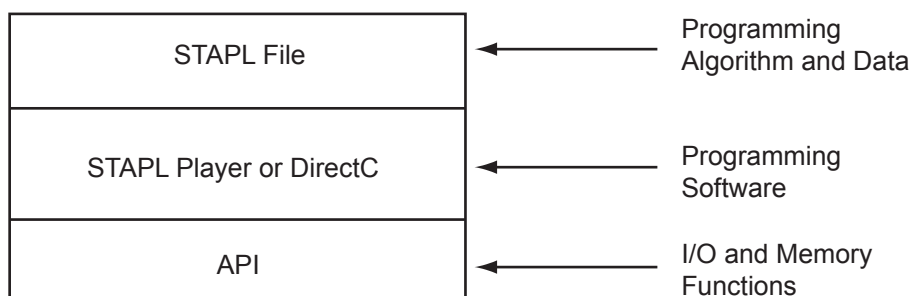 STAPL File
Programming
Algorithm and Data
STAPL Player or DirectC
Programming
Software
API
I/O and Memory
Functions